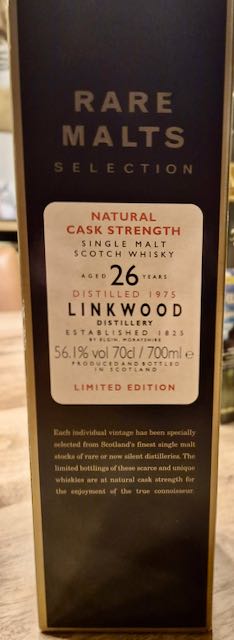 RARE
MALTS
SELECTION
NATURAL
CASK STRENGTH
SINGLE MALT
SCOTCH WHISKY
AGED 26 YEARS
DISTILLED 1975
LINKWOOD
DISTILLERY
ESTABLISHED 1825
BY ELGIN, MORAYSHIRE
56.1% vol 70cl / 700ml e
PRODUCED AND BOTTLED
IN SCOTLAND
LIMITED EDITION
Each individual vintage has been specially
selected from Scotland's finest single malt
stocks of rare or now silent distilleries. The
limited bottlings of these scarce and unique
whiskies are at natural cask strength for
the enjoyment of the true connoisseur.